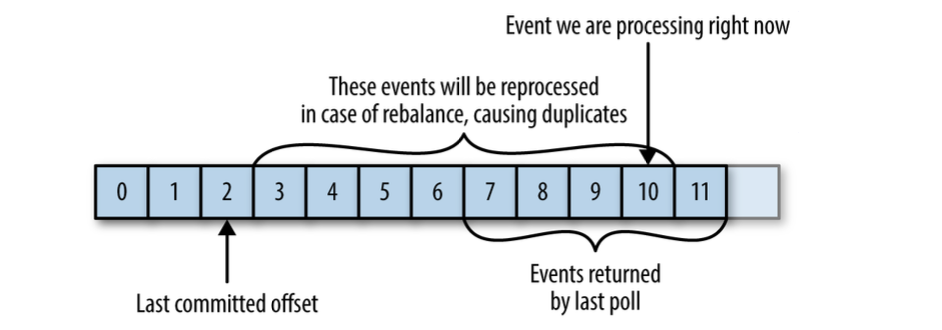 Event we are processing right now
These events will be reprocessed
in case of rebalance, causing duplicates
0 1 2 3 4 5 6 7 8 9 10 11
Last committed offset
Events returned
by last poll